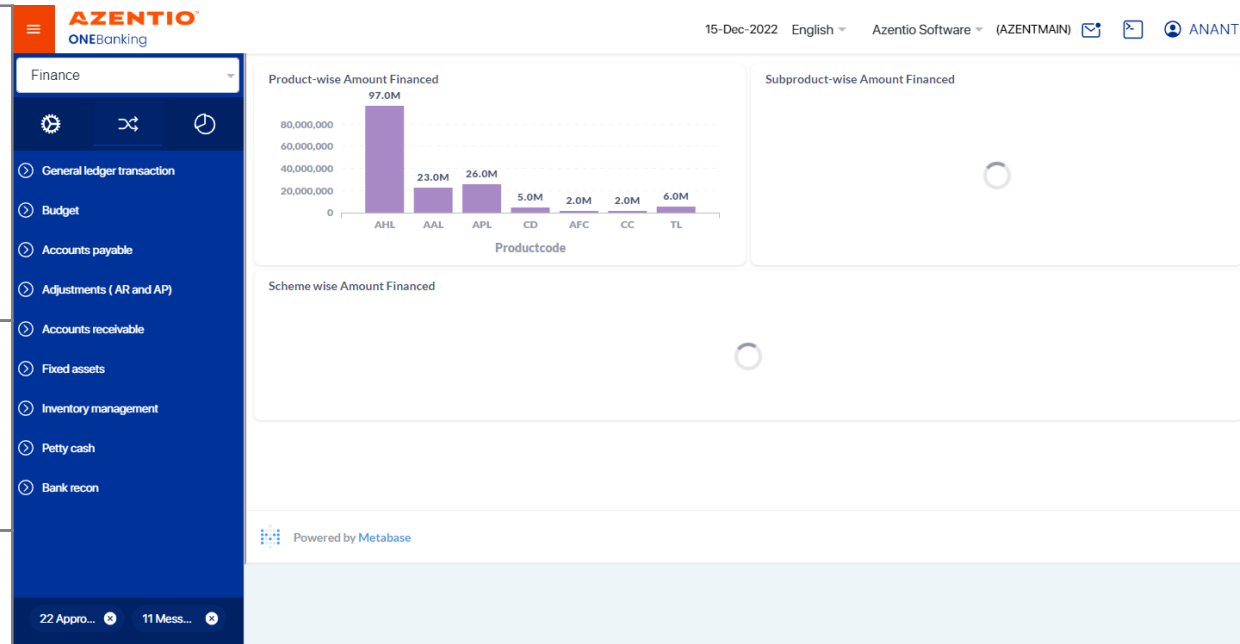 AZENTIO™
ONEBanking
15-Dec-2022 English Azentio Software (AZENTMAIN) ANANT
Finance
General ledger transaction
Budget
Accounts payable
Adjustments ( AR and AP)
Accounts receivable
Fixed assets
Inventory management
Petty cash
Bank recon
22 Appro...
11 Mess...
Product-wise Amount Financed
97.0M
80,000,000
60,000,000
40,000,000
20,000,000
0
23.0M
26.0M
5.0M
2.0M
2.0M
6.0M
AHL AAL APL CD AFC CC TL
Productcode
Subproduct-wise Amount Financed
Scheme wise Amount Financed
Powered by Metabase